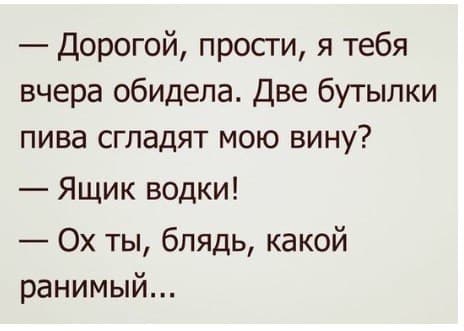 — Дорогой, прости, я тебя
вчера обидела. Две бутылки
пива сгладят мою вину?
— Ящик водки!
— Ох ты, блядь, какой
ранимый...